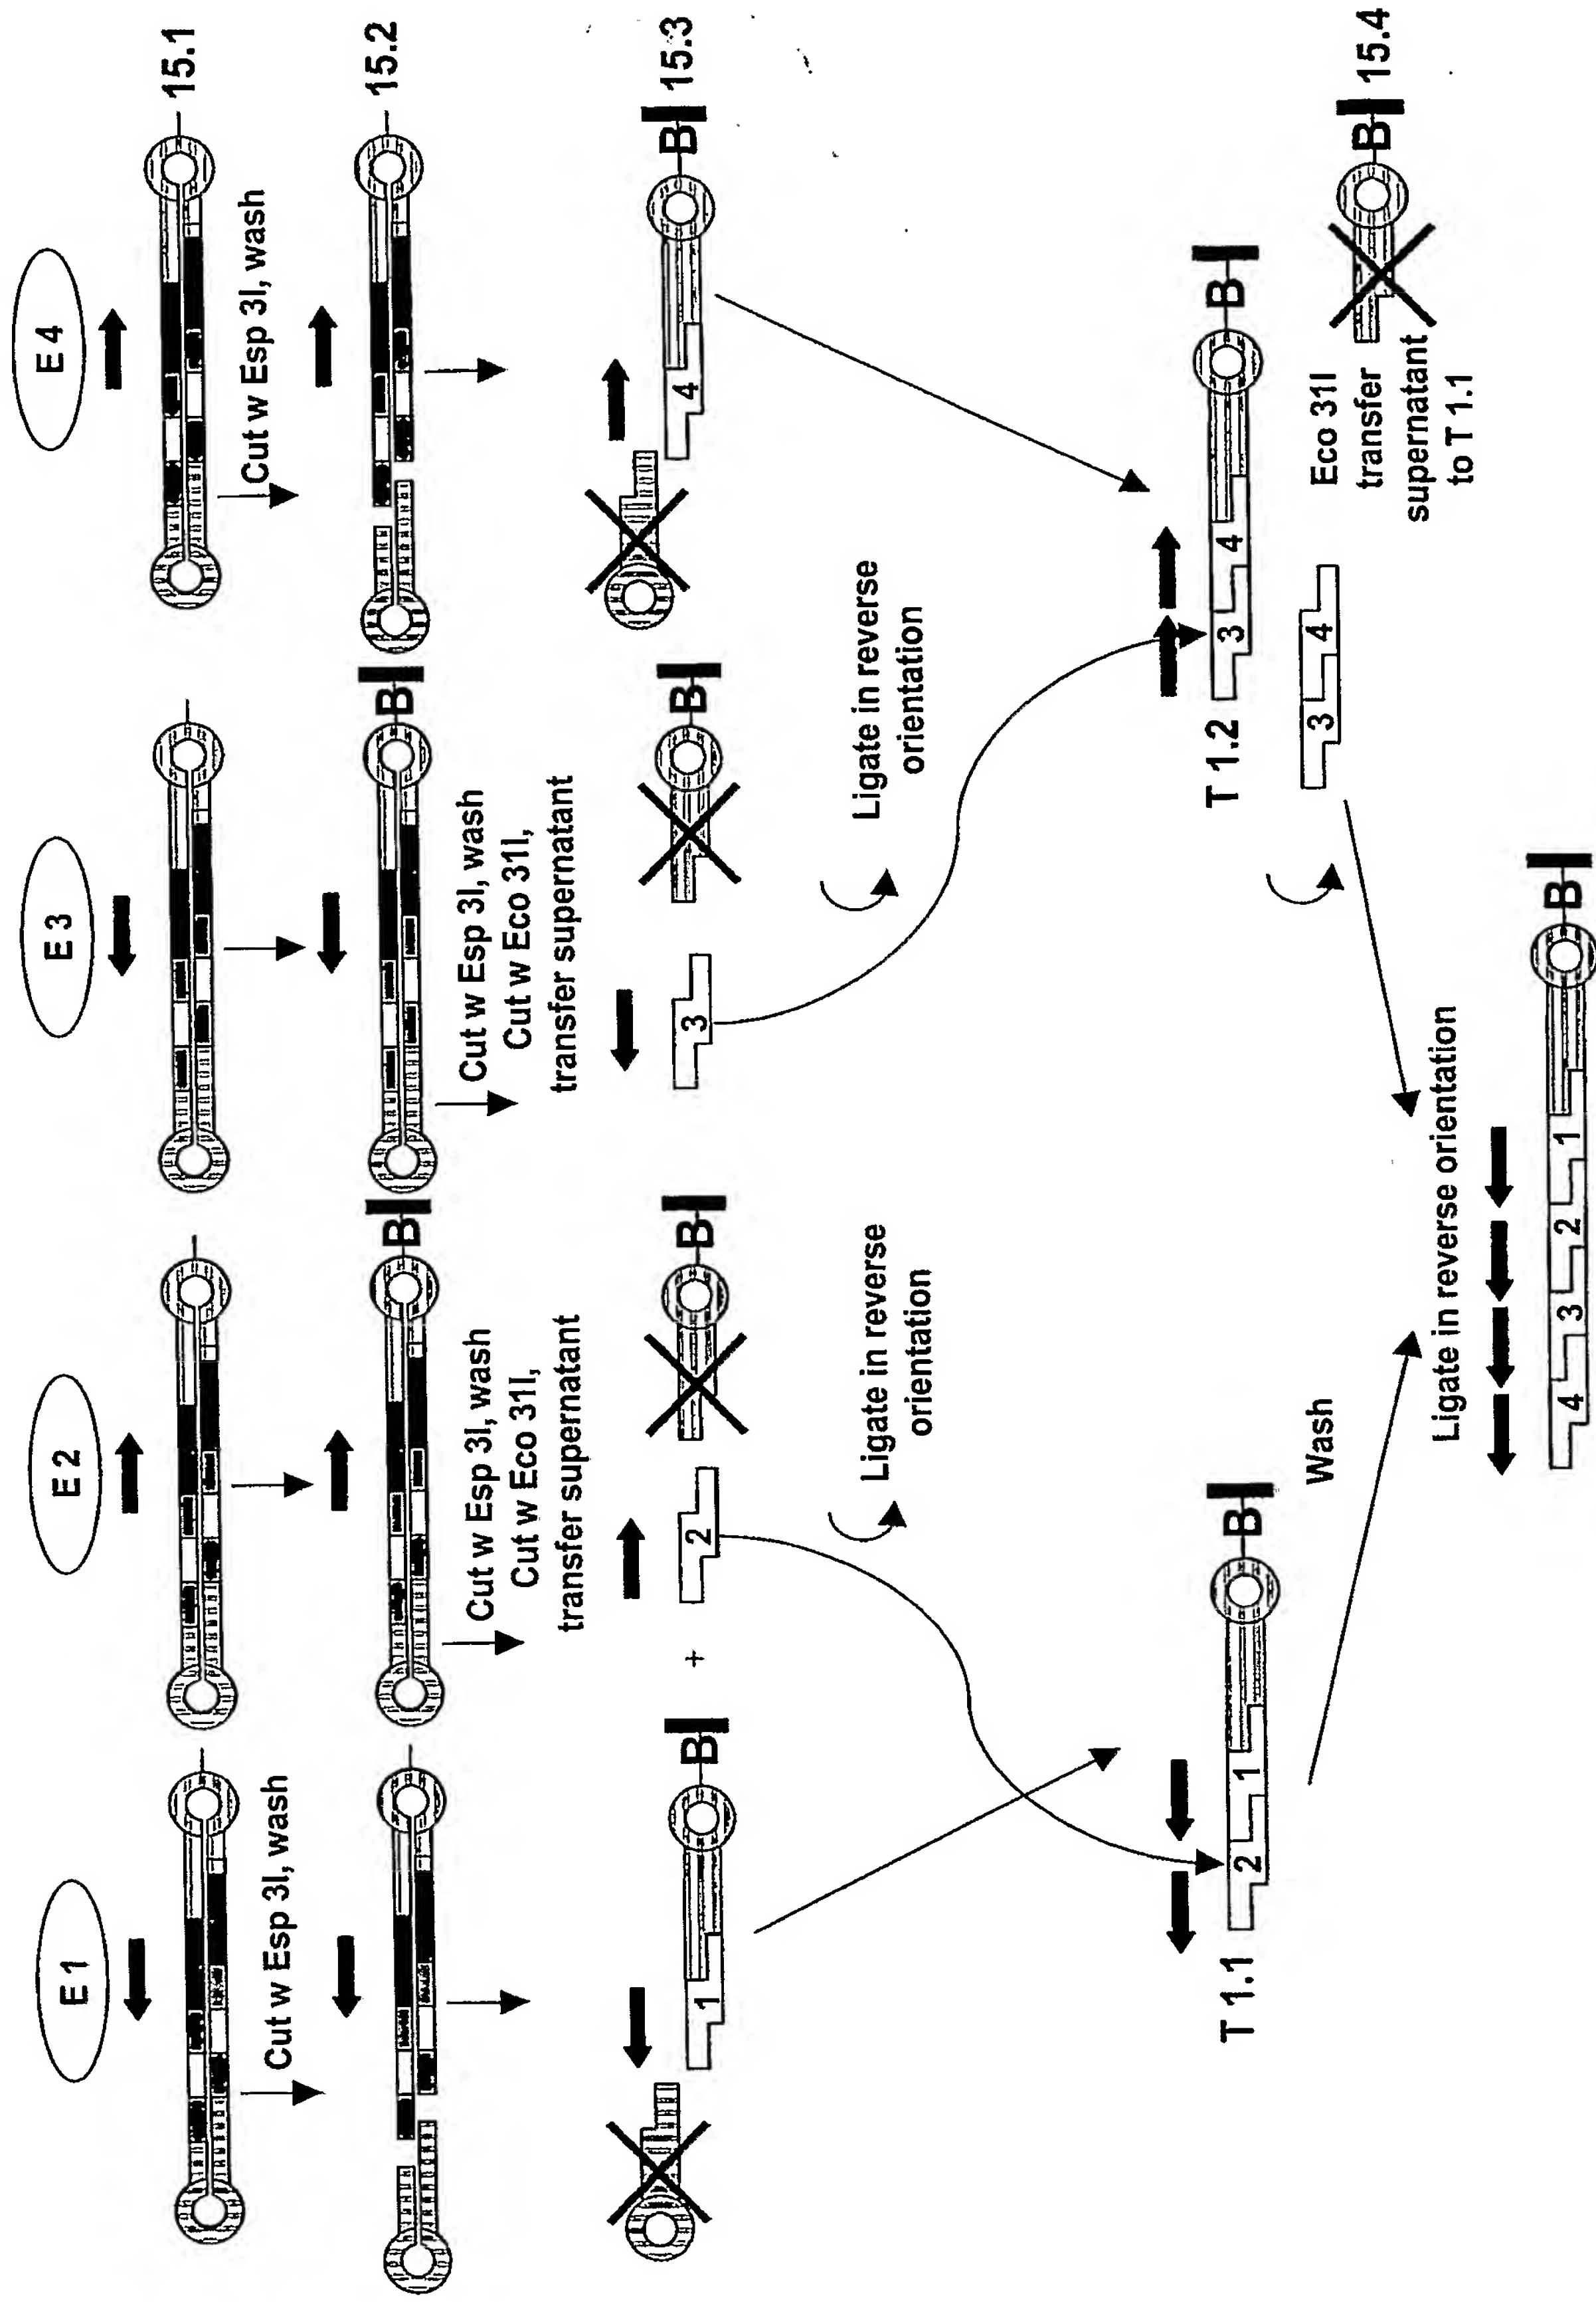 E 1
E 2
E 3
E 4
15.1
Cut w Esp 3I, wash
Cut w Esp 3I, wash
B
B
15.2
Cut w Esp 3I, wash
Cut w Eco 31I,
transfer supernatant
Cut w Esp 3I, wash
Cut w Eco 31I,
transfer supernatant
1 B
+
2 B
3 B
4 B
15.3
Ligate in reverse
orientation
Ligate in reverse
orientation
T 1.1
2 1 B
T 1.2
3 4 B
3 4
Eco 31I
transfer
supernatant
to T 1.1
B 15.4
Wash
Ligate in reverse orientation
4 3 2 1 B